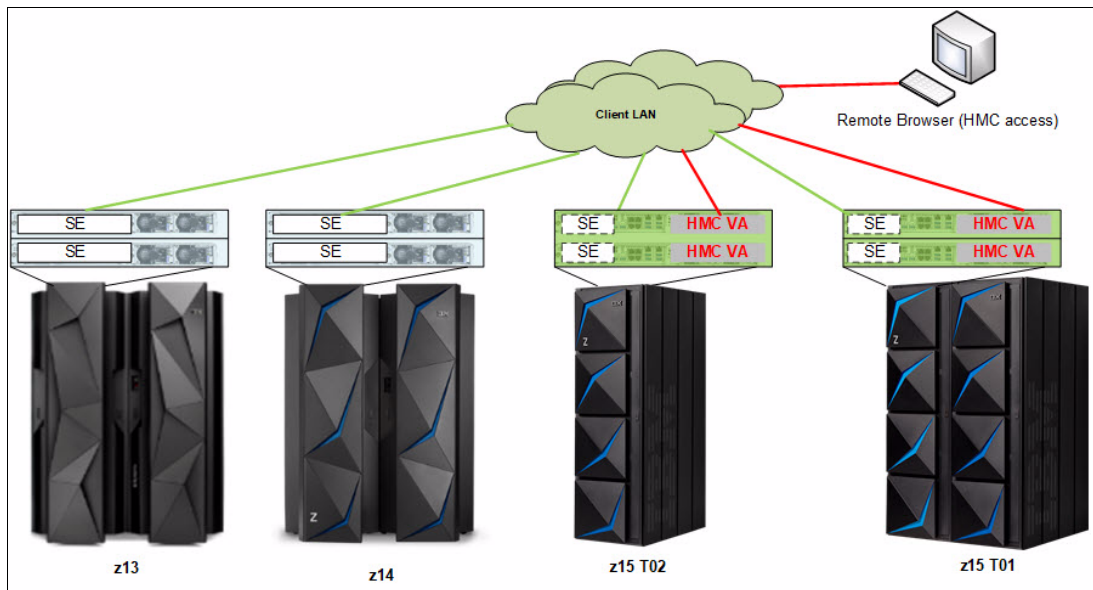 Client LAN
Remote Browser (HMC access)
SE
SE
SE HMC VA
SE HMC VA
SE
SE
SE HMC VA
SE HMC VA
Z
Z
Z
z13
z14
z15 T02
z15 T01